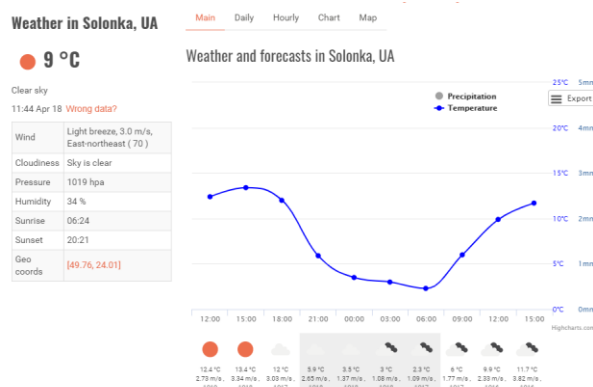 Weather in Solonka, UA
9 °C
Clear sky
11:44 Apr 18 Wrong data?
Wind Light breeze, 3.0 m/s, East-northeast ( 70 )
Cloudiness Sky is clear
Pressure 1019 hpa
Humidity 34 %
Sunrise 06:24
Sunset 20:21
Geo coords [49.76, 24.01]
Main Daily Hourly Chart Map
Weather and forecasts in Solonka, UA
Precipitation
Temperature
Export
25°C 5mm
20°C 4mm
15°C 3mm
10°C 2mm
5°C 1mm
0°C 0mm
12:00 15:00 18:00 21:00 00:00 03:00 06:00 09:00 12:00 15:00
Highcharts.com
12.4 °C 13.4 °C 12 °C 5.9 °C 3.5 °C 3 °C 2.3 °C 6 °C 9.9 °C 11.7 °C
2.73 m/s, 3.34 m/s, 3.03 m/s, 2.65 m/s, 1.37 m/s, 1.08 m/s, 1.09 m/s, 1.77 m/s, 2.33 m/s, 3.82 m/s,